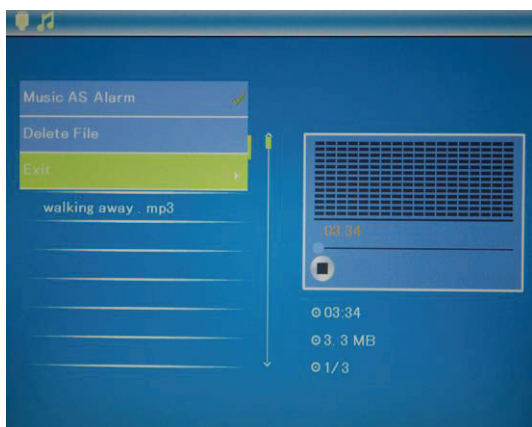 Music AS Alarm
Delete File
Exit
walking away . mp3
03:34
03:34
3. 3 MB
1/3